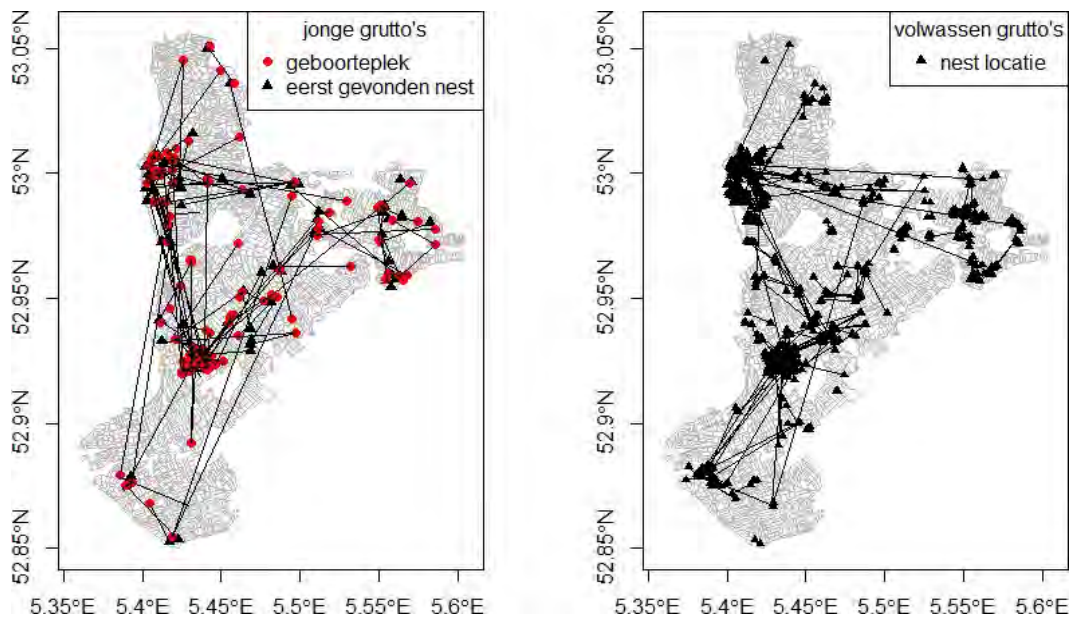 jonge grutto's
geboorteplek
eerst gevonden nest
53.05°N
53°N
52.95°N
52.9°N
52.85°N
5.35°E 5.4°E 5.45°E 5.5°E 5.55°E 5.6°E
volwassen grutto's
nest locatie
53.05°N
53°N
52.95°N
52.9°N
52.85°N
5.35°E 5.4°E 5.45°E 5.5°E 5.55°E 5.6°E